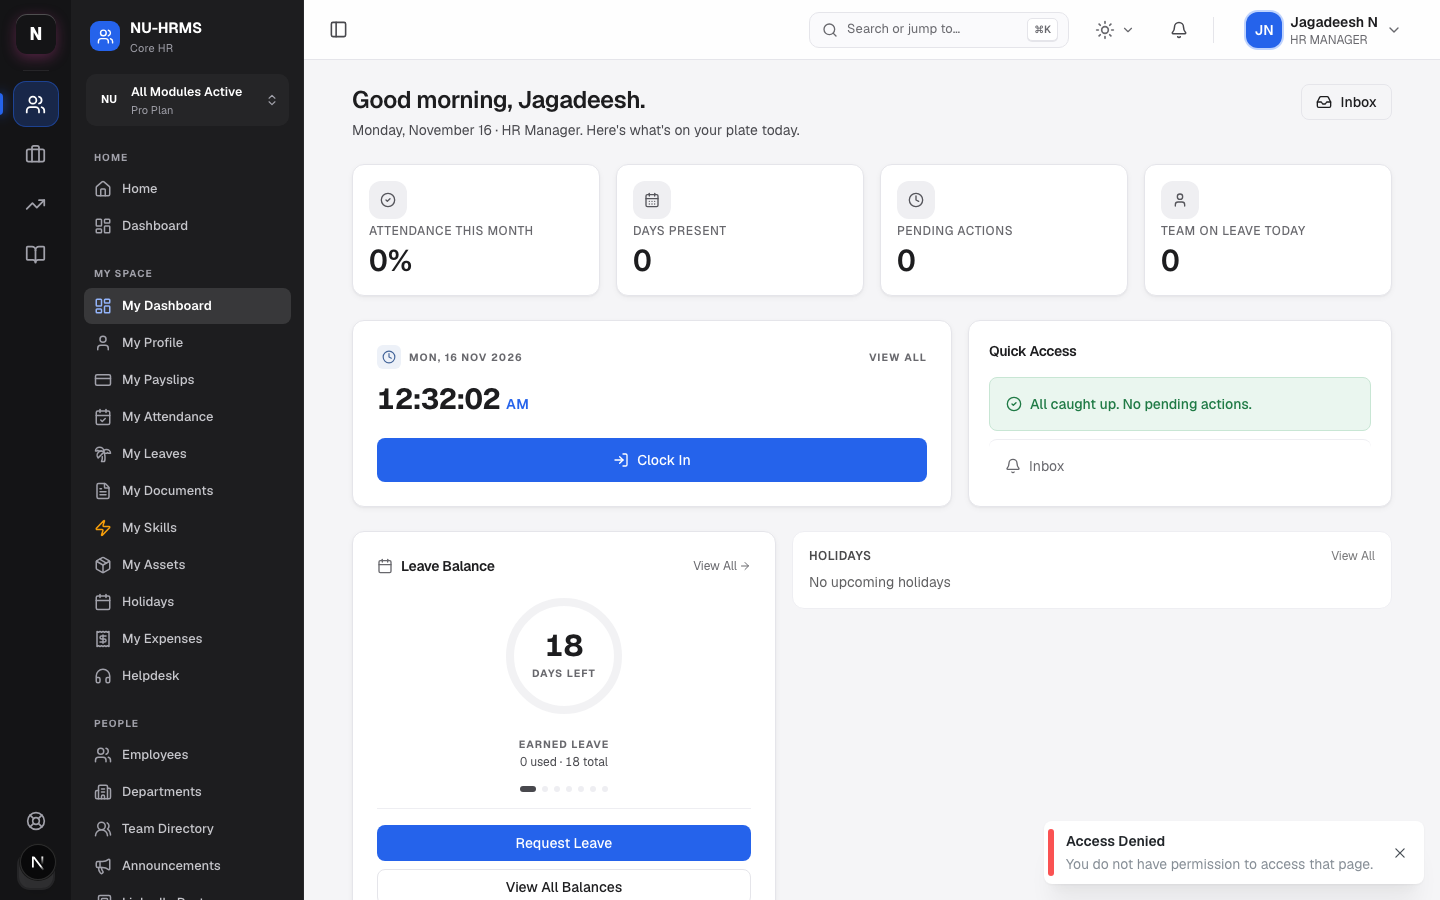 N
NU-HRMS
Core HR
NU
All Modules Active
Pro Plan
HOME
Home
Dashboard
MY SPACE
My Dashboard
My Profile
My Payslips
My Attendance
My Leaves
My Documents
My Skills
My Assets
Holidays
My Expenses
Helpdesk
PEOPLE
Employees
Departments
Team Directory
Announcements
N
Search or jump to...
⌘K
JN
Jagadeesh N
HR MANAGER
Good morning, Jagadeesh.
Monday, November 16 · HR Manager. Here's what's on your plate today.
Inbox
ATTENDANCE THIS MONTH
0%
DAYS PRESENT
0
PENDING ACTIONS
0
TEAM ON LEAVE TODAY
0
MON, 16 NOV 2026
VIEW ALL
12:32:02 AM
Clock In
Quick Access
All caught up. No pending actions.
Inbox
Leave Balance
View All →
18
DAYS LEFT
EARNED LEAVE
0 used · 18 total
Request Leave
View All Balances
HOLIDAYS
View All
No upcoming holidays
Access Denied
You do not have permission to access that page.